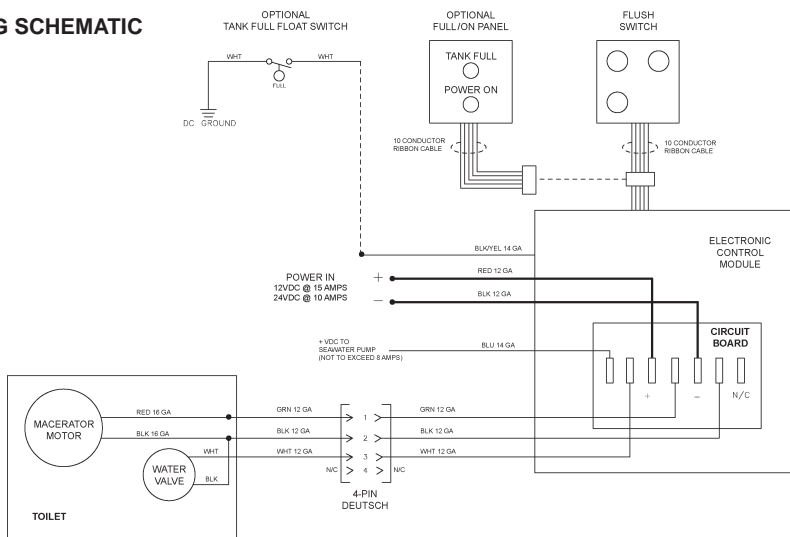 G SCHEMATIC
OPTIONAL
TANK FULL FLOAT SWITCH
OPTIONAL
FULL/ON PANEL
FLUSH
SWITCH
WHT
WHT
FULL
DC GROUND
TANK FULL
POWER ON
10 CONDUCTOR
RIBBON CABLE
10 CONDUCTOR
RIBBON CABLE
BLK/YEL 14 GA
ELECTRONIC
CONTROL
MODULE
POWER IN
12VDC @ 15 AMPS
24VDC @ 10 AMPS
+
RED 12 GA
–
BLK 12 GA
+ VDC TO
SEAWATER PUMP
(NOT TO EXCEED 8 AMPS)
BLU 14 GA
CIRCUIT
BOARD
+
–
N/C
MACERATOR
MOTOR
RED 16 GA
GRN 12 GA
1
GRN 12 GA
BLK 16 GA
BLK 12 GA
2
BLK 12 GA
WHT
WHT 12 GA
3
WHT 12 GA
WATER
VALVE
BLK
N/C
4
N/C
4-PIN
DEUTSCH
TOILET